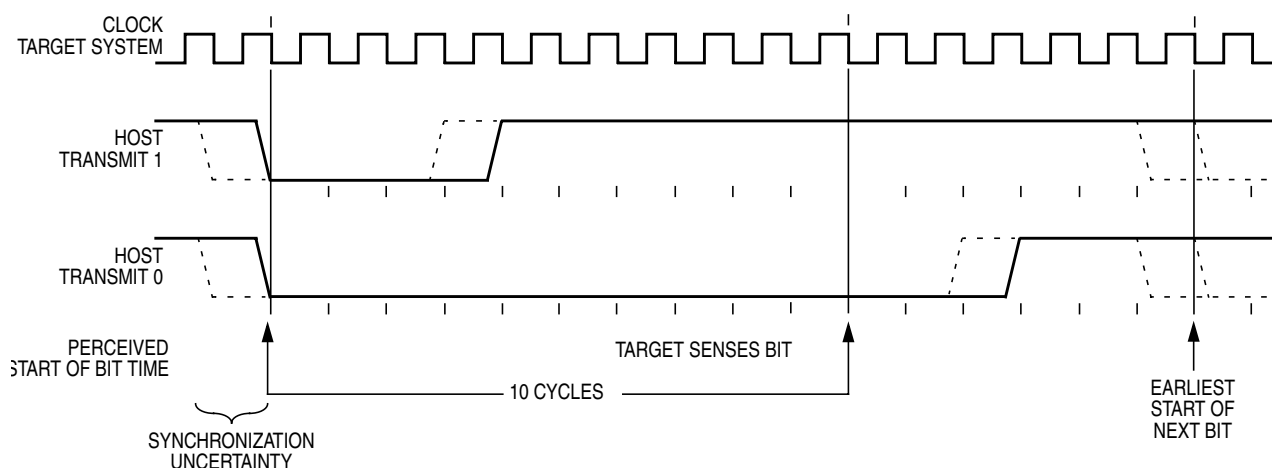 CLOCK
TARGET SYSTEM
HOST
TRANSMIT 1
HOST
TRANSMIT 0
PERCEIVED
START OF BIT TIME
TARGET SENSES BIT
10 CYCLES
EARLIEST
START OF
NEXT BIT
SYNCHRONIZATION
UNCERTAINTY